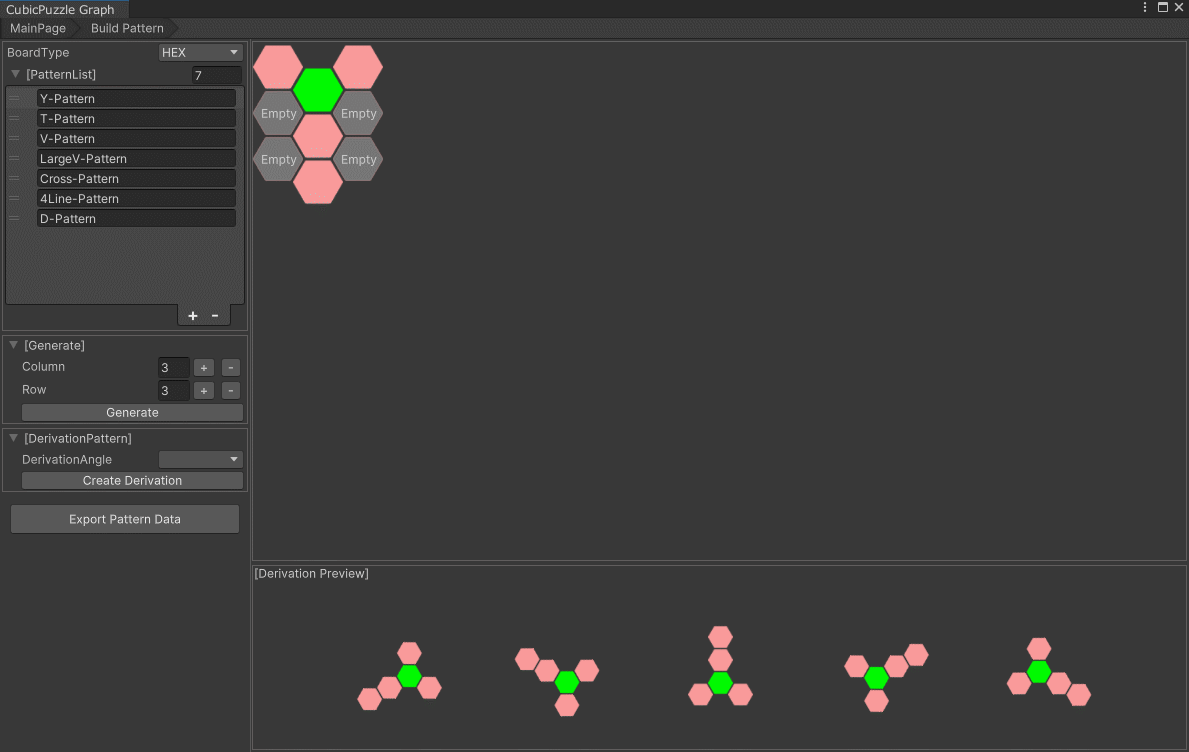 CubicPuzzle Graph
MainPage Build Pattern
BoardType HEX
[PatternList] 7
Y-Pattern
T-Pattern
V-Pattern
LargeV-Pattern
Cross-Pattern
4Line-Pattern
D-Pattern
+ -
[Generate]
Column 3 + -
Row 3 + -
Generate
[DerivationPattern]
DerivationAngle
Create Derivation
Export Pattern Data
Empty Empty
Empty Empty
[Derivation Preview]